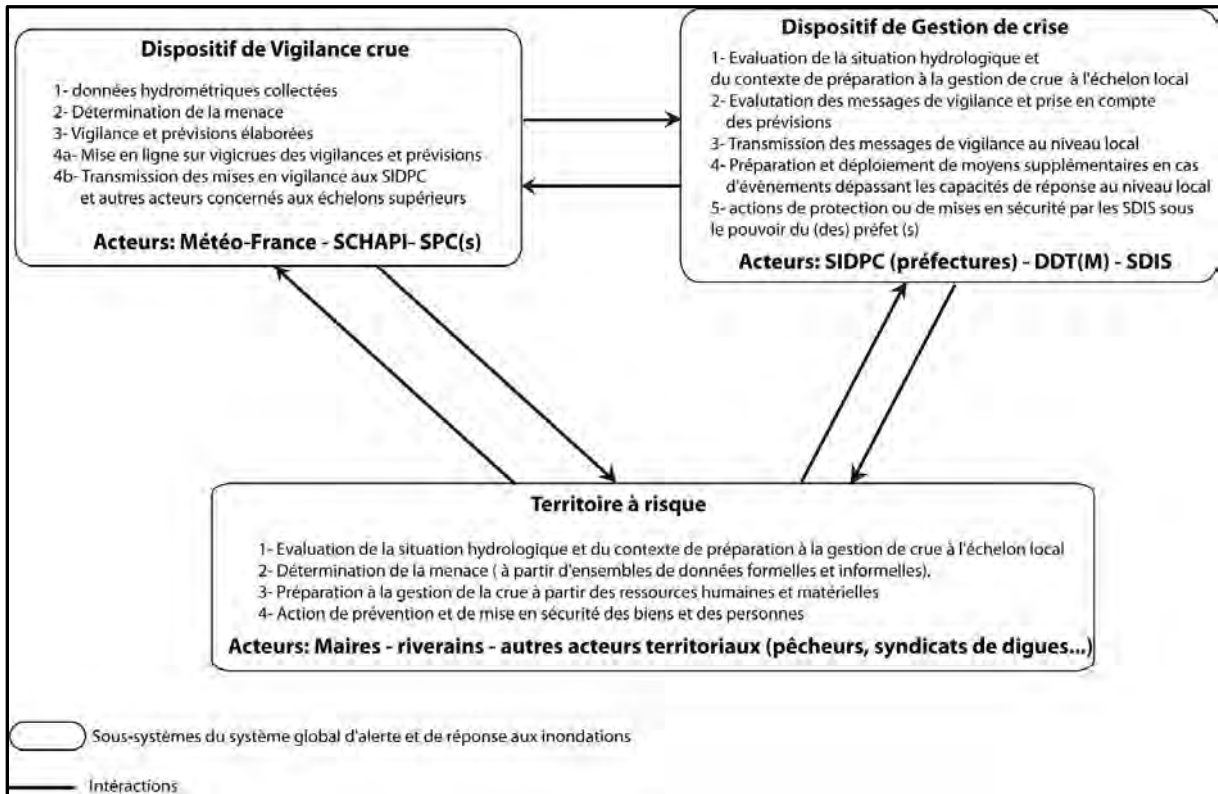 Dispositif de Vigilance crue
1- données hydrométriques collectées
2- Détermination de la menace
3- Vigilance et prévisions élaborées
4a- Mise en ligne sur vigicrues des vigilances et prévisions
4b- Transmission des mises en vigilance aux SIDPC
et autres acteurs concernés aux échelons supérieurs
Acteurs: Météo-France - SCHAPI- SPC(s)
Dispositif de Gestion de crise
1- Evaluation de la situation hydrologique et
du contexte de préparation à la gestion de crue à l'échelon local
2- Evalutation des messages de vigilance et prise en compte
des prévisions
3- Transmission des messages de vigilance au niveau local
4- Préparation et déploiement de moyens supplémentaires en cas
d'évènements dépassant les capacités de réponse au niveau local
5- actions de protection ou de mises en sécurité par les SDIS sous
le pouvoir du (des) préfet (s)
Acteurs: SIDPC (préfectures) - DDT(M) - SDIS
Territoire à risque
1- Evaluation de la situation hydrologique et du contexte de préparation à la gestion de crue à l'échelon local
2- Détermination de la menace ( à partir d'ensembles de données formelles et informelles).
3- Préparation à la gestion de la crue à partir des ressources humaines et matérielles
4- Action de prévention et de mise en sécurité des biens et des personnes
Acteurs: Maires - riverains - autres acteurs territoriaux (pêcheurs, syndicats de digues...)
Sous-systèmes du système global d'alerte et de réponse aux inondations
Intéractions